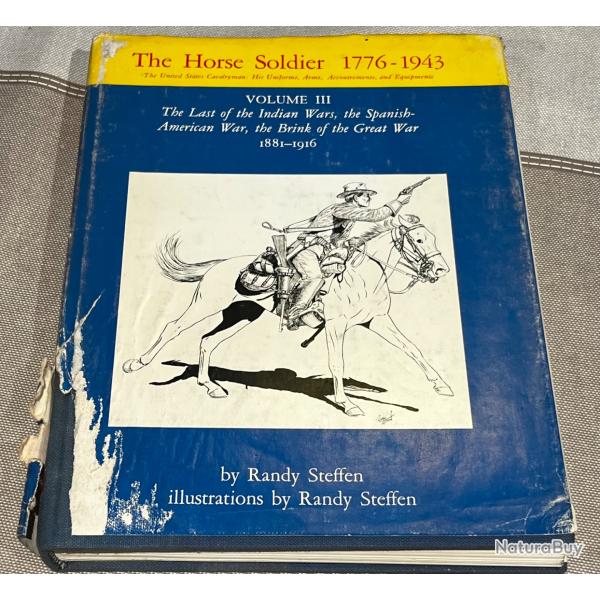 The Horse Soldier 1776-1943
The United States Cavalryman: His Uniforms, Arms, Accoutrements, and Equipments
VOLUME III
The Last of the Indian Wars, the Spanish-
American War, the Brink of the Great War
1881–1916
by Randy Steffen
illustrations by Randy Steffen
NaturaBuy